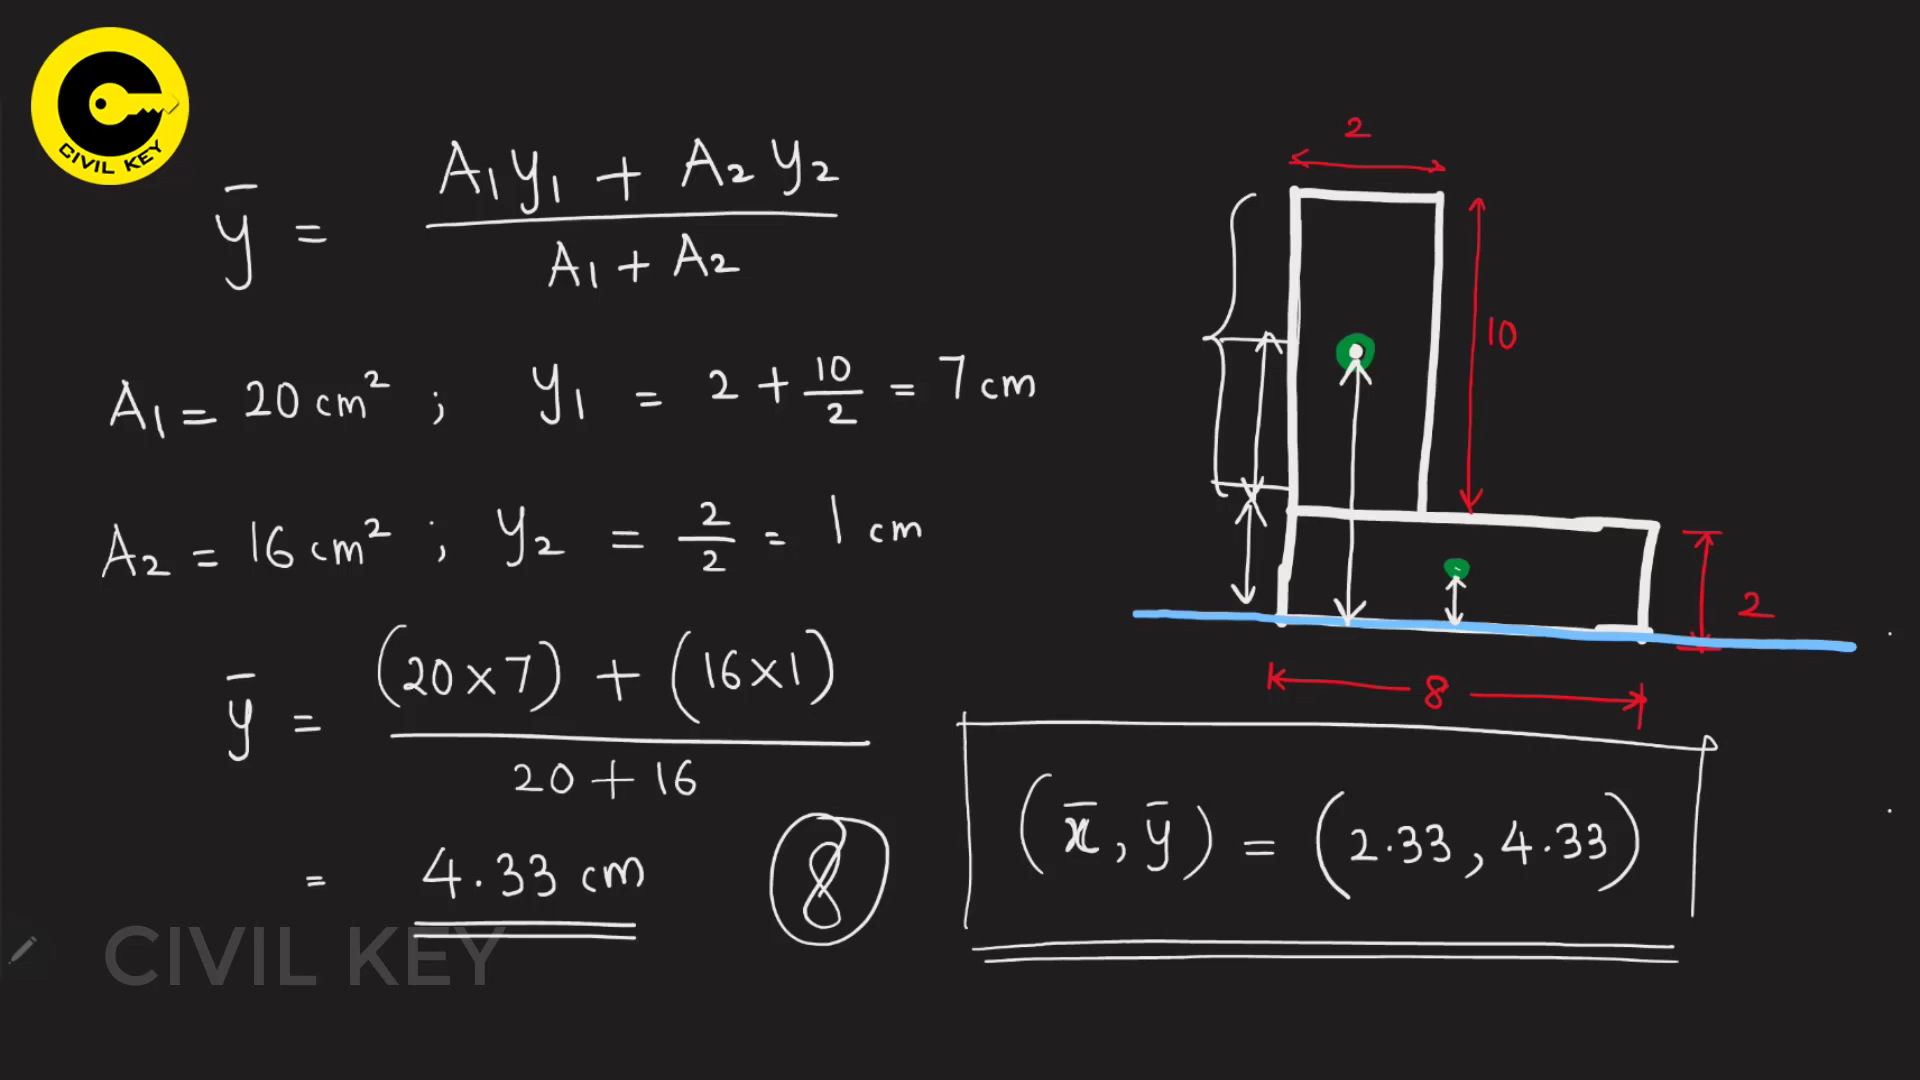 CIVIL KEY
ȳ = A₁y₁ + A₂y₂ / A₁ + A₂
A₁ = 20 cm² ; y₁ = 2 + 10/2 = 7 cm
A₂ = 16 cm² ; y₂ = 2/2 = 1 cm
ȳ = (20×7) + (16×1) / 20 + 16
= 4.33 cm
8
CIVIL KEY
2
10
2
8
(x̄, ȳ) = (2.33, 4.33)